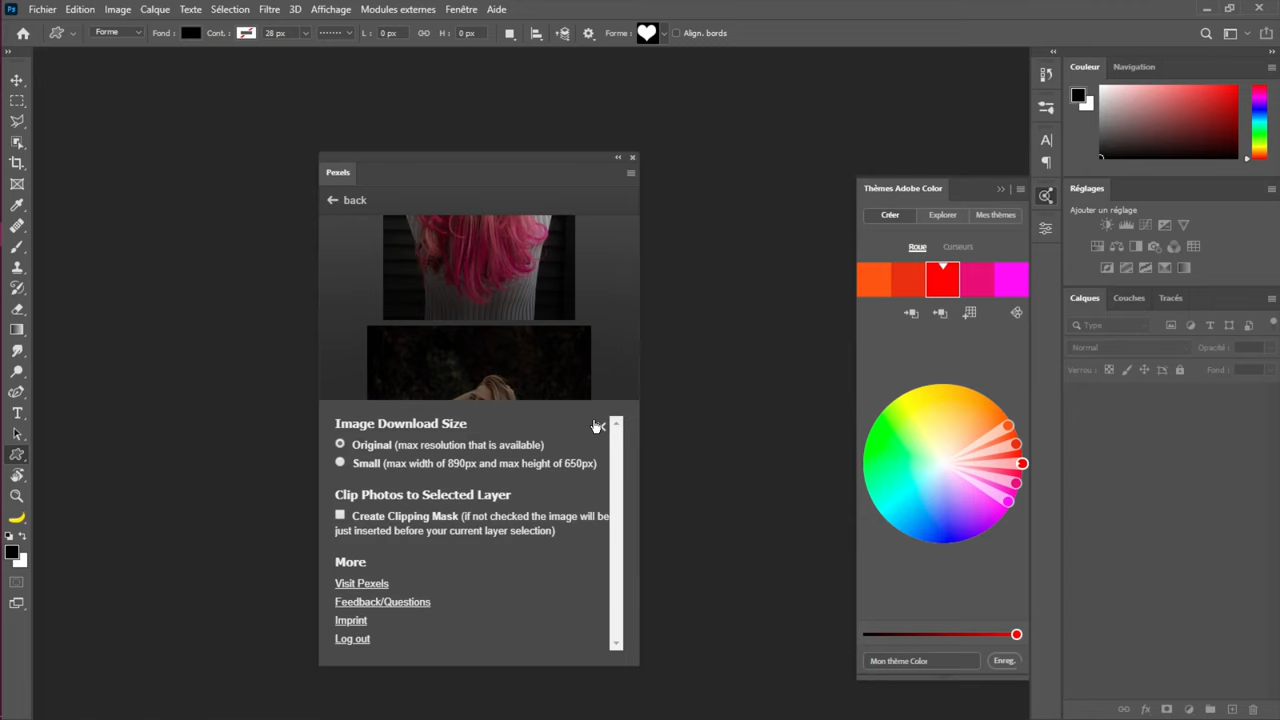 Ps Fichier Edition Image Calque Texte Sélection Filtre 3D Affichage Modules externes Fenêtre Aide
Forme Fond : Cont. : 28 px L : 0 px H : 0 px Forme : Align. bords
Couleur Navigation
Pexels
back
Thèmes Adobe Color
Créer Explorer Mes thèmes
Roue Curseurs
Réglages
Ajouter un réglage
Calques Couches Tracés
Type
Normal Opacité :
Verrou : Fond :
Image Download Size
Original (max resolution that is available)
Small (max width of 890px and max height of 650px)
Clip Photos to Selected Layer
Create Clipping Mask (if not checked the image will be
just inserted before your current layer selection)
More
Visit Pexels
Feedback/Questions
Imprint
Log out
Mon thème Color Enreg.